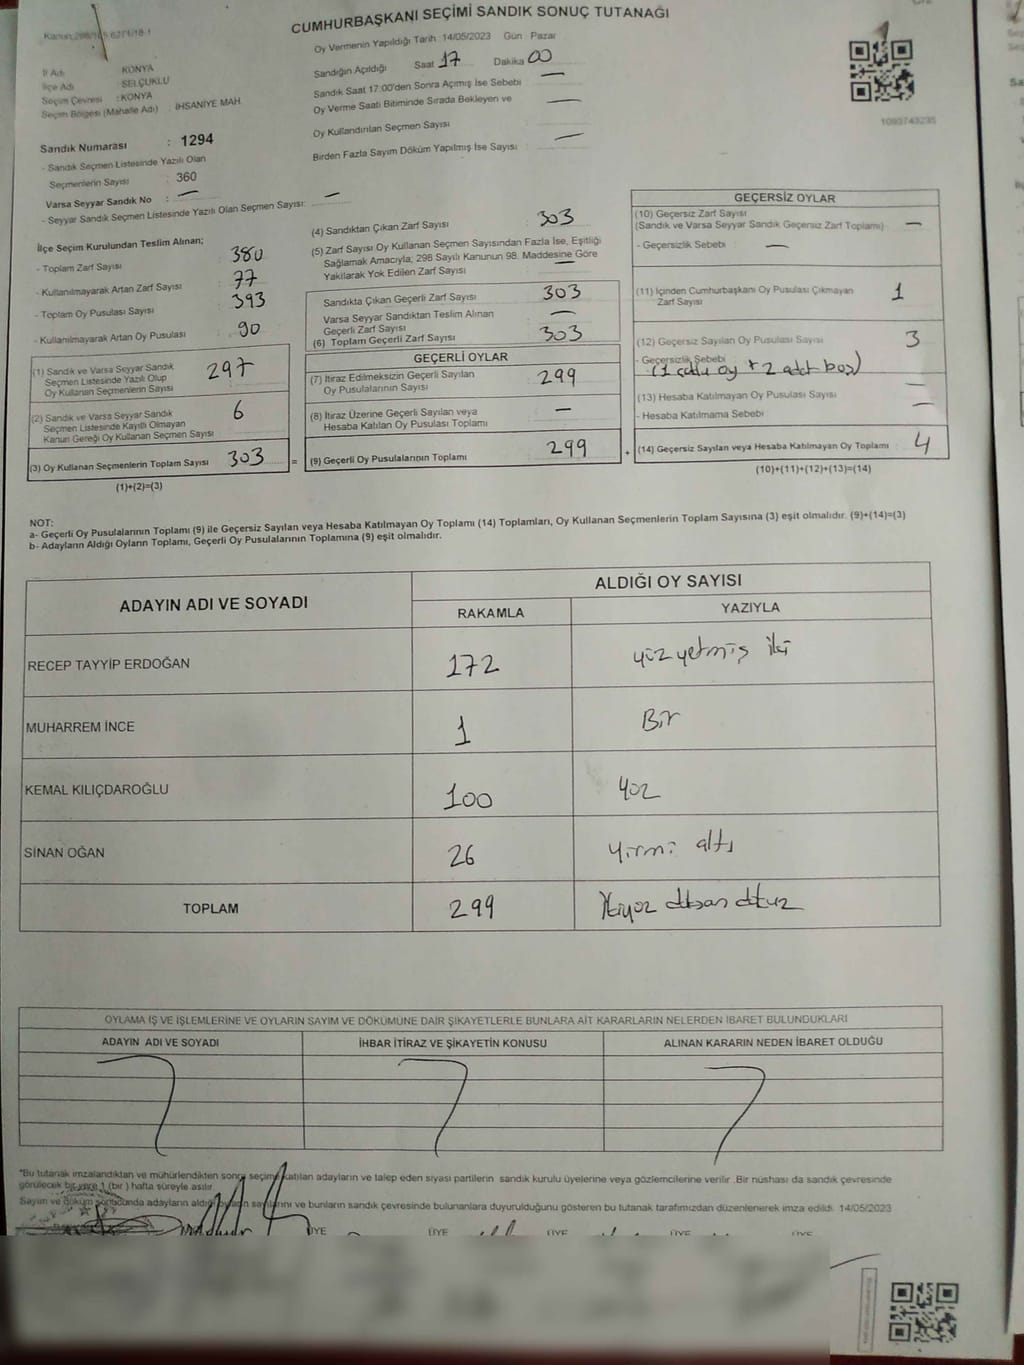 CUMHURBAŞKANI SEÇİMİ SANDIK SONUÇ TUTANAĞI
Oy Vermenin Yapıldığı Tarih :14/05/2023 Gün : Pazar
İl Adı : KONYA
İlçe Adı : SELÇUKLU
Seçim Çevresi : KONYA
Seçim Bölgesi (Mahalle Adı) : İHSANİYE MAH
Sandık Numarası : 1294
- Sandık Seçmen Listesinde Yazılı Olan
Seçmenlerin Sayısı : 360
Varsa Seyyar Sandık No : —
- Seyyar Sandık Seçmen Listesinde Yazılı Olan Seçmen Sayısı: —
Sandığın Açıldığı Saat 17 Dakika 00
Sandık Saat 17:00'den Sonra Açımış İse Sebebi —
Oy Verme Saati Bitiminde Sırada Bekleyen ve
Oy Kullandırılan Seçmen Sayısı —
Birden Fazla Sayım Döküm Yapılmış İse Sayısı —
1093743235
İlçe Seçim Kurulundan Teslim Alınan;
- Toplam Zarf Sayısı : 380
- Kullanılmayarak Artan Zarf Sayısı : 77
- Toplam Oy Pusulası Sayısı : 393
- Kullanılmayarak Artan Oy Pusulası : 90
(1) Sandık ve Varsa Seyyar Sandık
Seçmen Listesinde Yazılı Olup
Oy Kullanan Seçmenlerin Sayısı 297
(2) Sandık ve Varsa Seyyar Sandık
Seçmen Listesinde Kayıtlı Olmayan
Kanun Gereği Oy Kullanan Seçmen Sayısı 6
(3) Oy Kullanan Seçmenlerin Toplam Sayısı 303 =
(1)+(2)=(3)
(4) Sandıktan Çıkan Zarf Sayısı 303
(5) Zarf Sayısı Oy Kullanan Seçmen Sayısından Fazla İse, Eşitliği
Sağlamak Amacıyla, 298 Sayılı Kanunun 98. Maddesine Göre
Yakılarak Yok Edilen Zarf Sayısı —
Sandıkta Çıkan Geçerli Zarf Sayısı 303
Varsa Seyyar Sandıktan Teslim Alınan
Geçerli Zarf Sayısı —
(6) Toplam Geçerli Zarf Sayısı 303
GEÇERLİ OYLAR
(7) İtiraz Edilmeksizin Geçerli Sayılan
Oy Pusulalarının Sayısı 299
(8) İtiraz Üzerine Geçerli Sayılan veya
Hesaba Katılan Oy Pusulası Toplamı —
(9) Geçerli Oy Pusulalarının Toplamı 299 +
GEÇERSİZ OYLAR
(10) Geçersiz Zarf Sayısı
(Sandık ve Varsa Seyyar Sandık Geçersiz Zarf Toplamı) —
- Geçersizlik Sebebi —
(11) İçinden Cumhurbaşkanı Oy Pusulası Çıkmayan
Zarf Sayısı 1
(12) Geçersiz Sayılan Oy Pusulası Sayısı 3
- Geçersizlik Sebebi
oy + 2 adet boş)
(13) Hesaba Katılmayan Oy Pusulası Sayısı —
- Hesaba Katılmama Sebebi —
(14) Geçersiz Sayılan veya Hesaba Katılmayan Oy Toplamı 4
(10)+(11)+(12)+(13)=(14)
NOT:
a- Geçerli Oy Pusulalarının Toplamı (9) ile Geçersiz Sayılan veya Hesaba Katılmayan Oy Toplamı (14) Toplamları, Oy Kullanan Seçmenlerin Toplam Sayısına (3) eşit olmalıdır. (9)+(14)=(3)
b- Adayların Aldığı Oyların Toplamı, Geçerli Oy Pusulalarının Toplamına (9) eşit olmalıdır.
ADAYIN ADI VE SOYADI
ALDIĞI OY SAYISI
RAKAMLA YAZIYLA
RECEP TAYYİP ERDOĞAN 172 yüz yetmiş iki
MUHARREM İNCE 1 Bir
KEMAL KILIÇDAROĞLU 100 yüz
SİNAN OĞAN 26 yirmi altı
TOPLAM 299 ikiyüz doksan dokuz
OYLAMA İŞ VE İŞLEMLERİNE VE OYLARIN SAYIM VE DÖKÜMÜNE DAİR ŞİKAYETLERLE BUNLARA AİT KARARLARIN NELERDEN İBARET BULUNDUKLARI
ADAYIN ADI VE SOYADI İHBAR İTİRAZ VE ŞİKAYETİN KONUSU ALINAN KARARIN NEDEN İBARET OLDUĞU
*Bu tutanak imzalandıktan ve mühürlendikten sonra seçime katılan adayların ve talep eden siyası partilerin sandık kurulu üyelerine veya gözlemcilerine verilir .Bir nüshası da sandık çevresinde
görülecek bir yere 1 (bir ) hafta süreyle asılır.
Sayım ve döküm sonucunda adayların aldığı oyların sayılarını ve bunların sandık çevresinde bulunanlara duyurulduğunu gösteren bu tutanak tarafımızdan düzenlenerek imza edildi. 14/05/2023
ÜYE ÜYE ÜYE ÜYE ÜYE